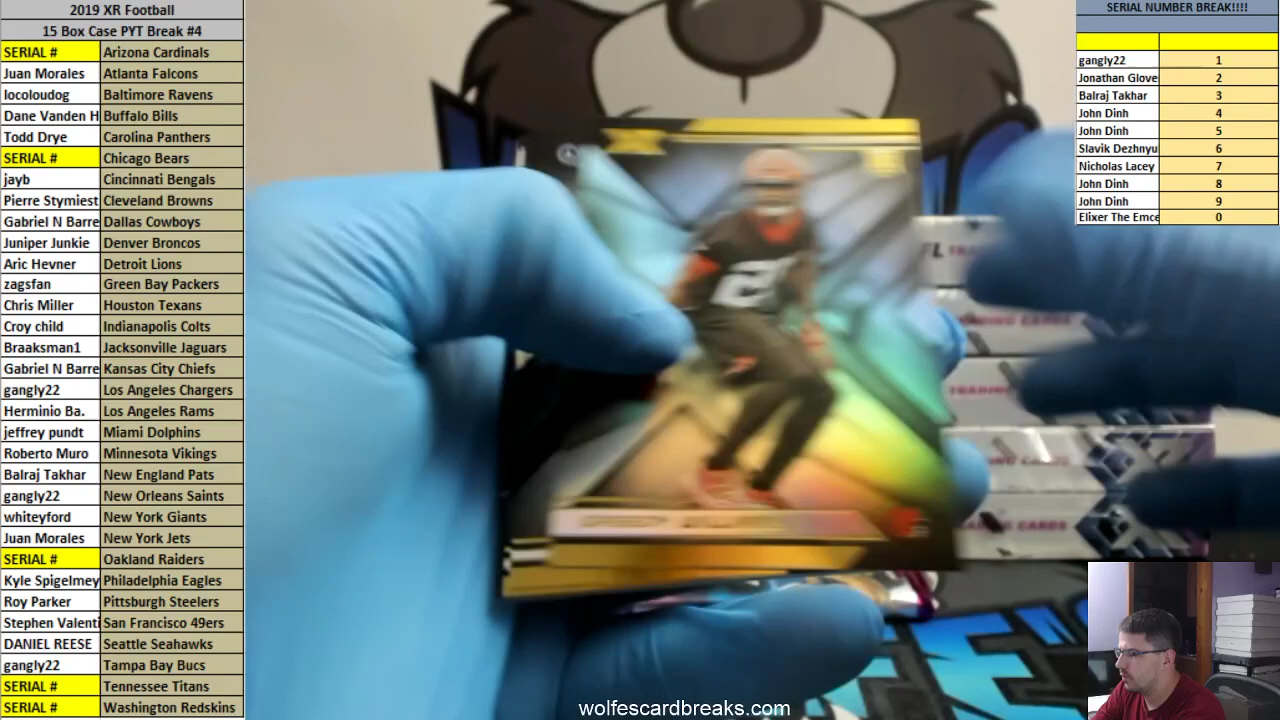 2019 XR Football
15 Box Case PYT Break #4
SERIAL # Arizona Cardinals
Juan Morales Atlanta Falcons
locoloudog Baltimore Ravens
Dane Vanden H Buffalo Bills
Todd Drye Carolina Panthers
SERIAL # Chicago Bears
jayb Cincinnati Bengals
Pierre Stymiest Cleveland Browns
Gabriel N Barre Dallas Cowboys
Juniper Junkie Denver Broncos
Aric Hevner Detroit Lions
zagsfan Green Bay Packers
Chris Miller Houston Texans
Croy child Indianapolis Colts
Braaksman1 Jacksonville Jaguars
Gabriel N Barre Kansas City Chiefs
gangly22 Los Angeles Chargers
Herminio Ba. Los Angeles Rams
jeffrey pundt Miami Dolphins
Roberto Muro Minnesota Vikings
Balraj Takhar New England Pats
gangly22 New Orleans Saints
whiteyford New York Giants
Juan Morales New York Jets
SERIAL # Oakland Raiders
Kyle Spigelmey Philadelphia Eagles
Roy Parker Pittsburgh Steelers
Stephen Valenti San Francisco 49ers
DANIEL REESE Seattle Seahawks
gangly22 Tampa Bay Bucs
SERIAL # Tennessee Titans
SERIAL # Washington Redskins
SERIAL NUMBER BREAK!!!!
gangly22 1
Jonathan Glove 2
Balraj Takhar 3
John Dinh 4
John Dinh 5
Slavik Dezhnyu 6
Nicholas Lacey 7
John Dinh 8
John Dinh 9
Elixer The Emce 0
TRADING CARDS
wolfescardbreaks.com